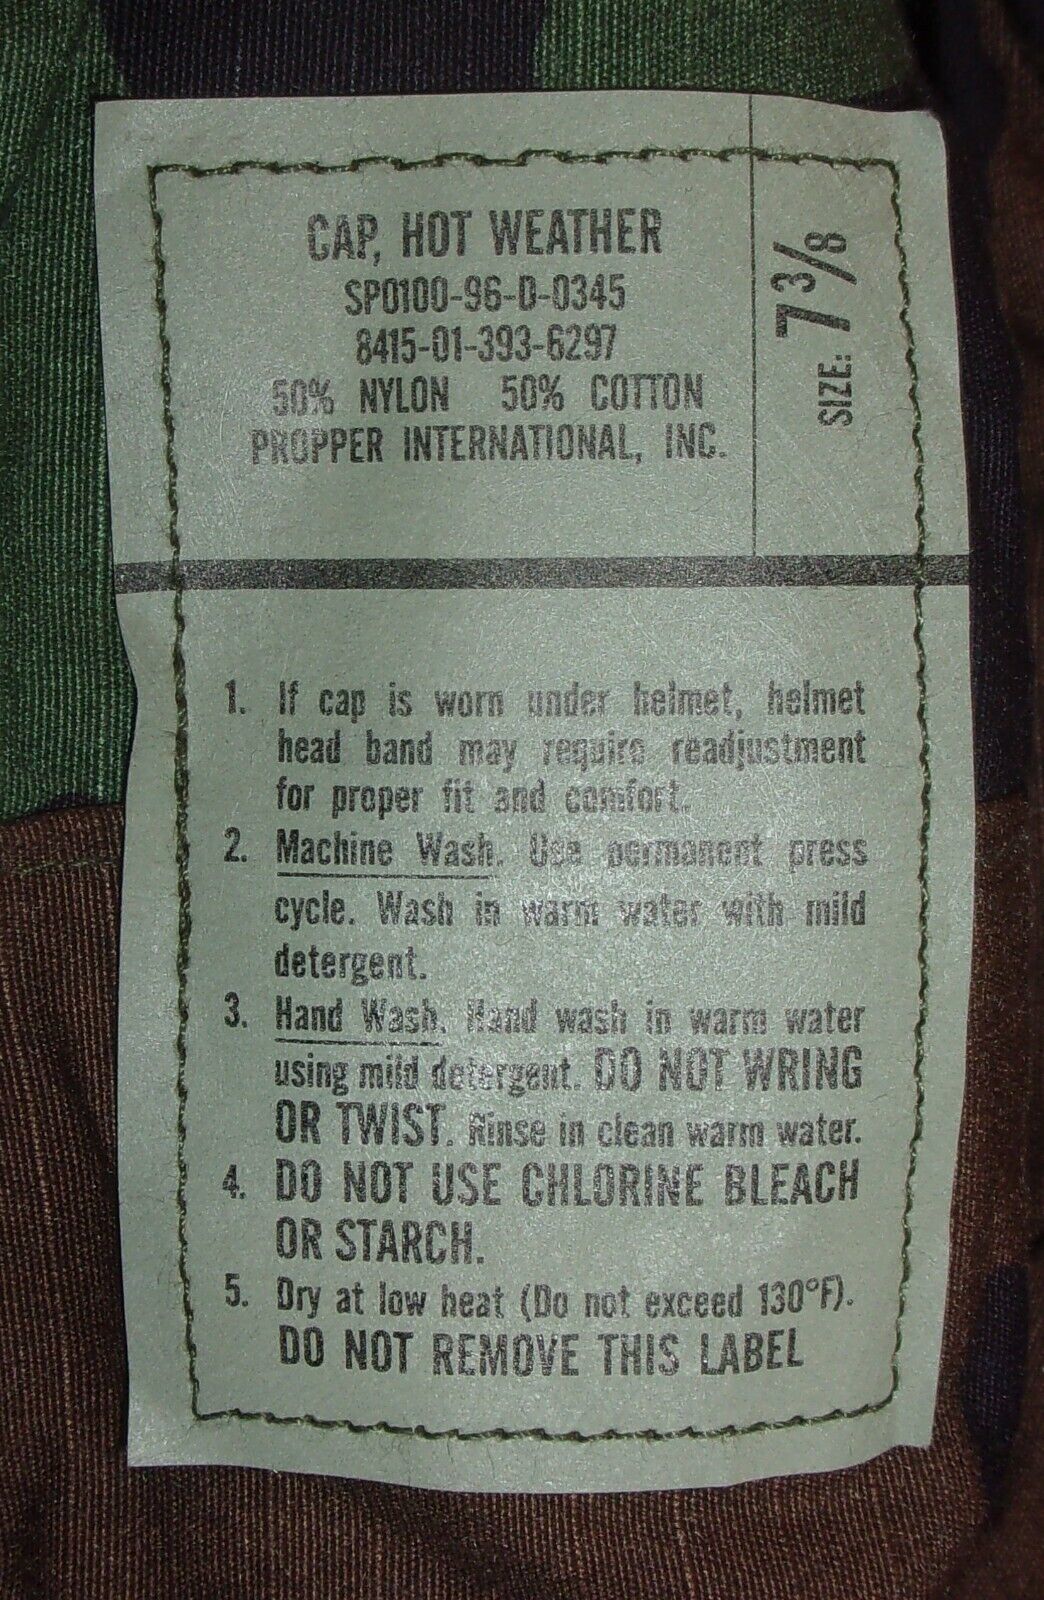 CAP, HOT WEATHER
SP0100-96-D-0345
8415-01-393-6297
50% NYLON 50% COTTON
PROPPER INTERNATIONAL, INC.
SIZE: 7 3/8
1. If cap is worn under helmet, helmet
head band may require readjustment
for proper fit and comfort.
2. Machine Wash. Use permanent press
cycle. Wash in warm water with mild
detergent.
3. Hand Wash. Hand wash in warm water
using mild detergent. DO NOT WRING
OR TWIST. Rinse in clean warm water.
4. DO NOT USE CHLORINE BLEACH
OR STARCH.
5. Dry at low heat (Do not exceed 130°F).
DO NOT REMOVE THIS LABEL